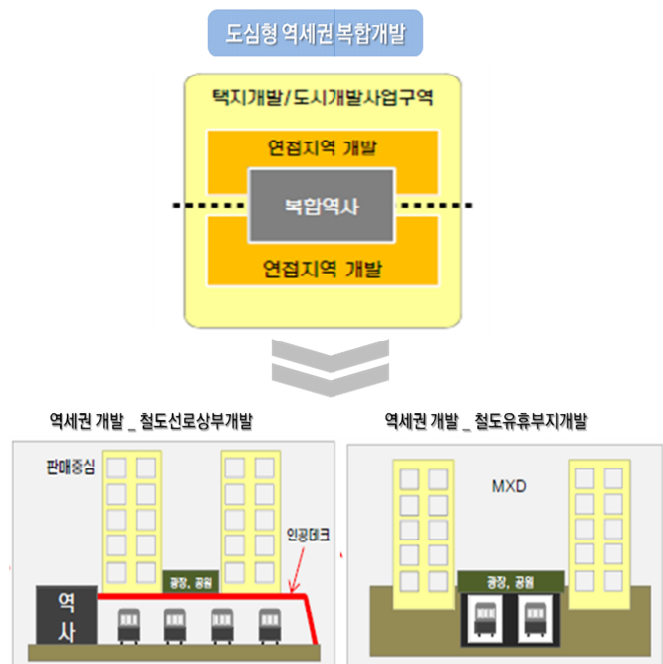 도심형 역세권 복합개발
택지개발/도시개발사업구역
연접지역 개발
복합역사
연접지역 개발
역세권 개발 _ 철도선로상부개발
판매중심
인공데크
광장, 공원
역
사
역세권 개발 _ 철도유휴부지개발
MXD
광장, 공원